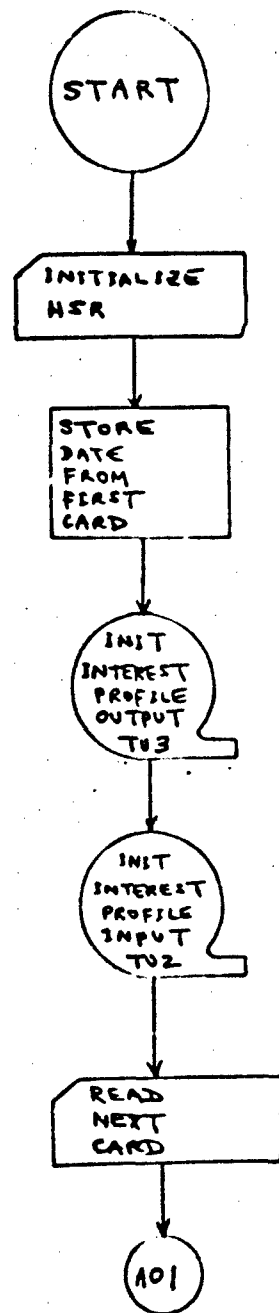 START
INITIALIZE
HSR
STORE
DATE
FROM
FIRST
CARD
INIT
INTEREST
PROFILE
OUTPUT
TU3
INIT
INTEREST
PROFILE
INPUT
TU2
READ
NEXT
CARD
A01